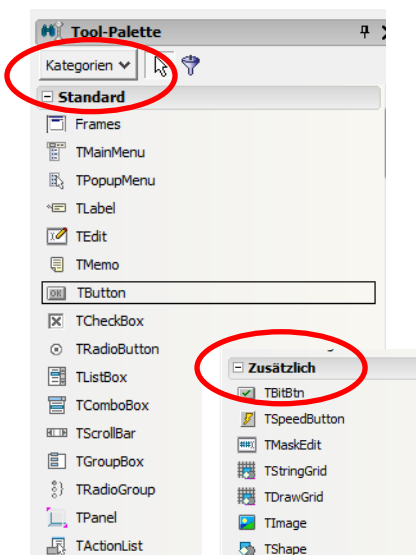 Tool-Palette
Kategorien
Standard
Frames
TMainMenu
TPopupMenu
TLabel
TEdit
TMemo
OK TButton
TCheckBox
TRadioButton
TListBox
TComboBox
TScrollBar
TGroupBox
TRadioGroup
TPanel
TActionList
Zusätzlich
TBitBtn
TSpeedButton
TMaskEdit
TStringGrid
TDrawGrid
TImage
TShape